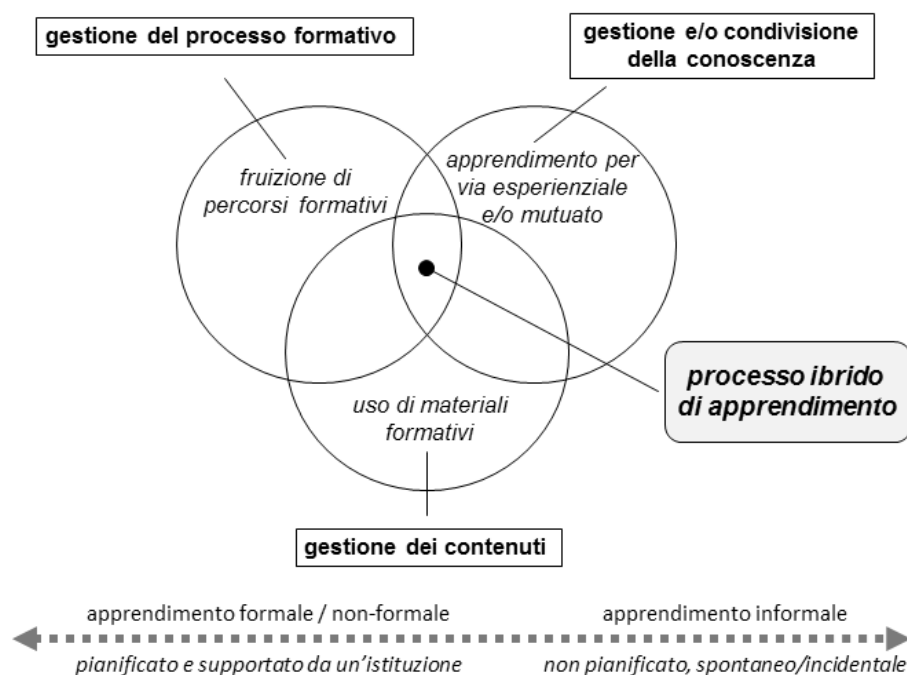 gestione del processo formativo
gestione e/o condivisione
della conoscenza
fruizione di
percorsi formativi
apprendimento per
via esperienziale
e/o mutuato
processo ibrido
di apprendimento
uso di materiali
formativi
gestione dei contenuti
apprendimento formale / non-formale
apprendimento informale
pianificato e supportato da un'istituzione
non pianificato, spontaneo/incidentale